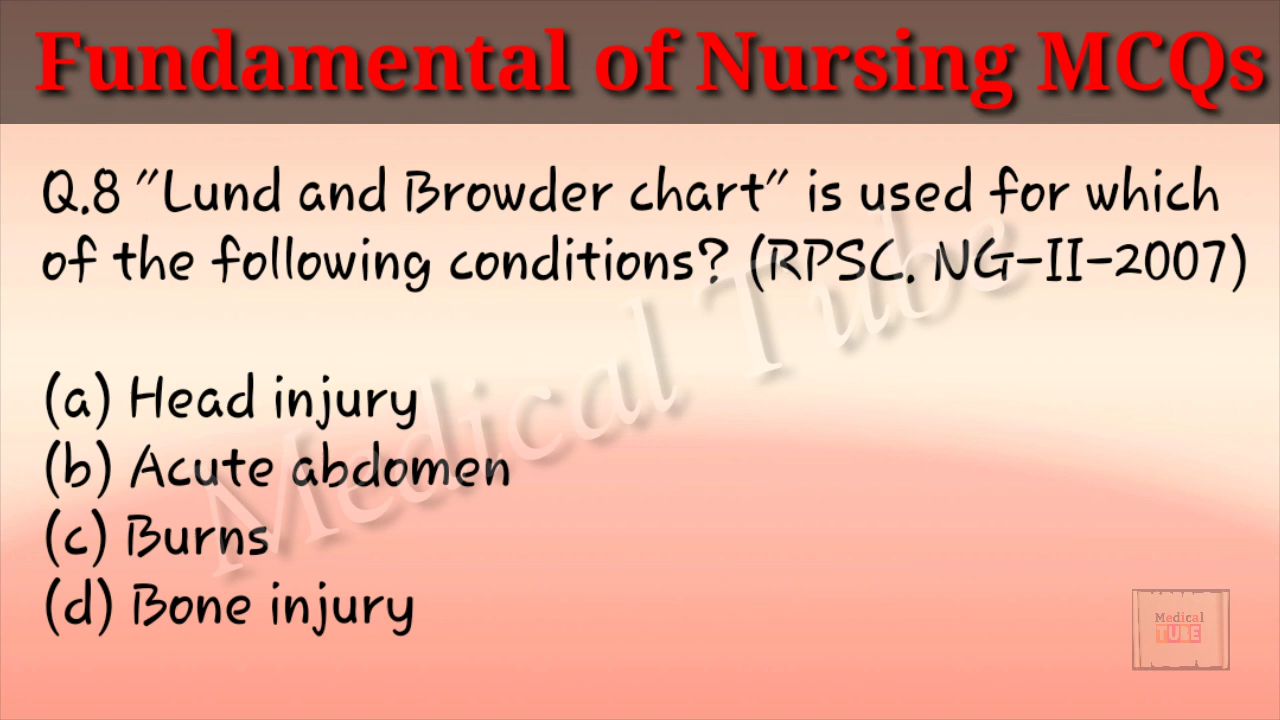 Fundamental of Nursing MCQs
Q.8 "Lund and Browder chart" is used for which
of the following conditions? (RPSC. NG-II-2007)
(a) Head injury
(b) Acute abdomen
(c) Burns
(d) Bone injury
Medical Tube
Medical
TUBE